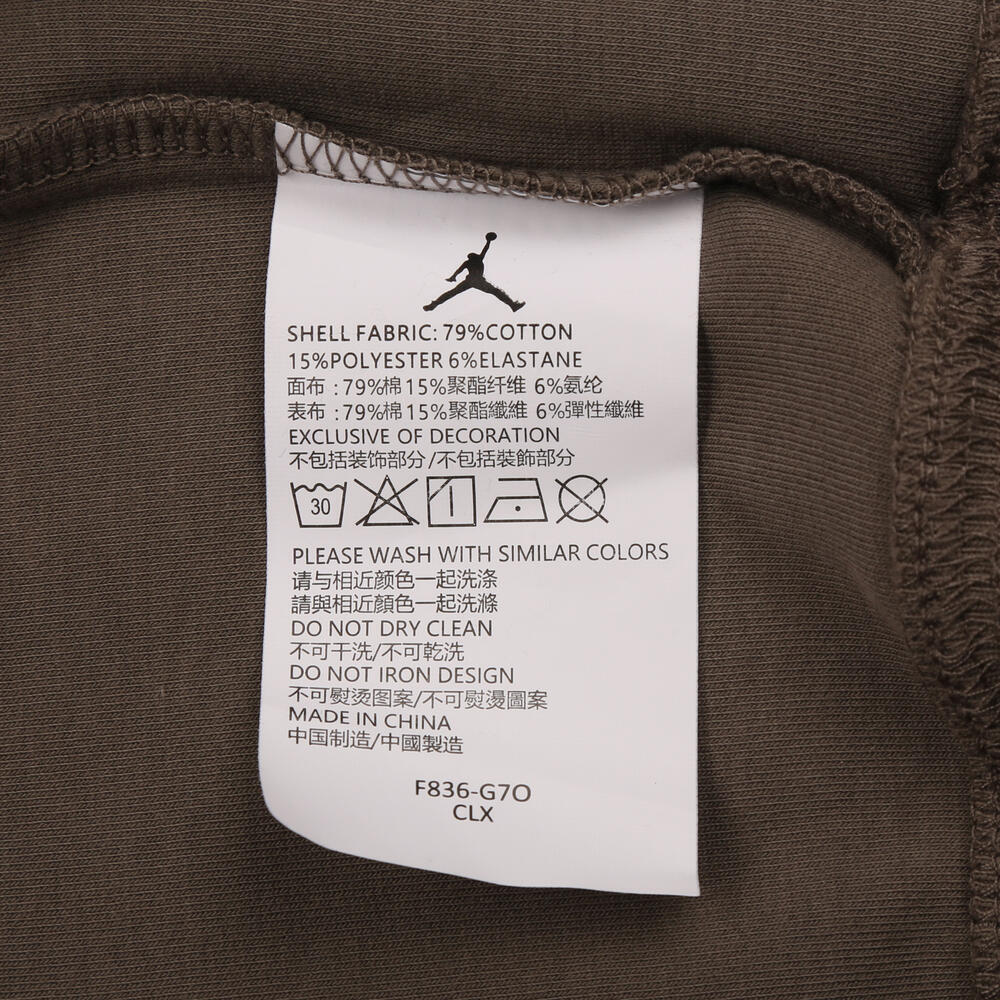 SHELL FABRIC: 79%COTTON
15%POLYESTER 6%ELASTANE
面布 :79%棉15%聚酯纤维 6%氨纶
表布 :79%棉15%聚酯纖維 6%彈性纖維
EXCLUSIVE OF DECORATION
不包括装饰部分/不包括裝飾部分
30
PLEASE WASH WITH SIMILAR COLORS
请与相近颜色一起洗涤
請與相近顏色一起洗滌
DO NOT DRY CLEAN
不可干洗/不可乾洗
DO NOT IRON DESIGN
不可熨烫图案/不可熨燙圖案
MADE IN CHINA
中国制造/中國製造
F836-G7O
CLX